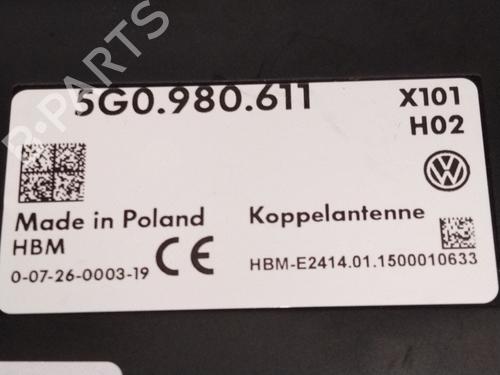 B-PARTS
5G0.980.611
X101
H02
Made in Poland
HBM
Koppelantenne
0-07-26-0003-19
CE
HBM-E2414.01.1500010633